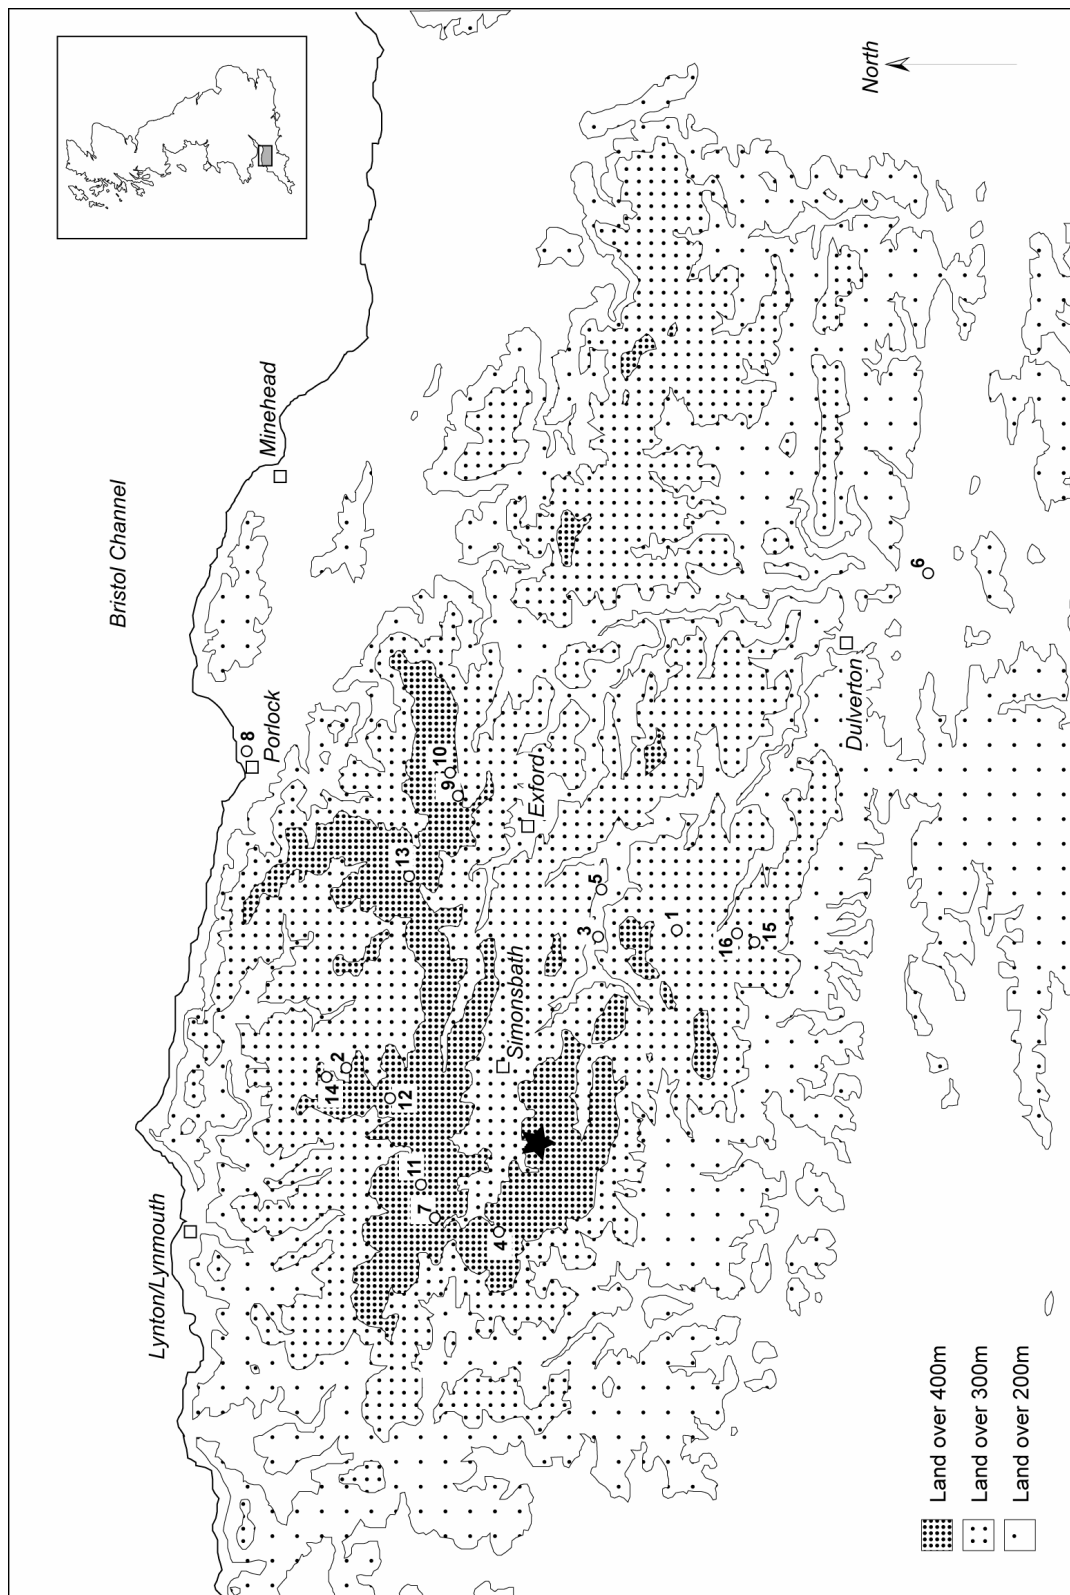 Bristol Channel
Lynton/Lynmouth
Porlock
Minehead
North
8
14
2
12
11
7
4
13
9
10
Simonsbath
Exford
3
5
1
16
15
Dulverton
6
Land over 400m
Land over 300m
Land over 200m